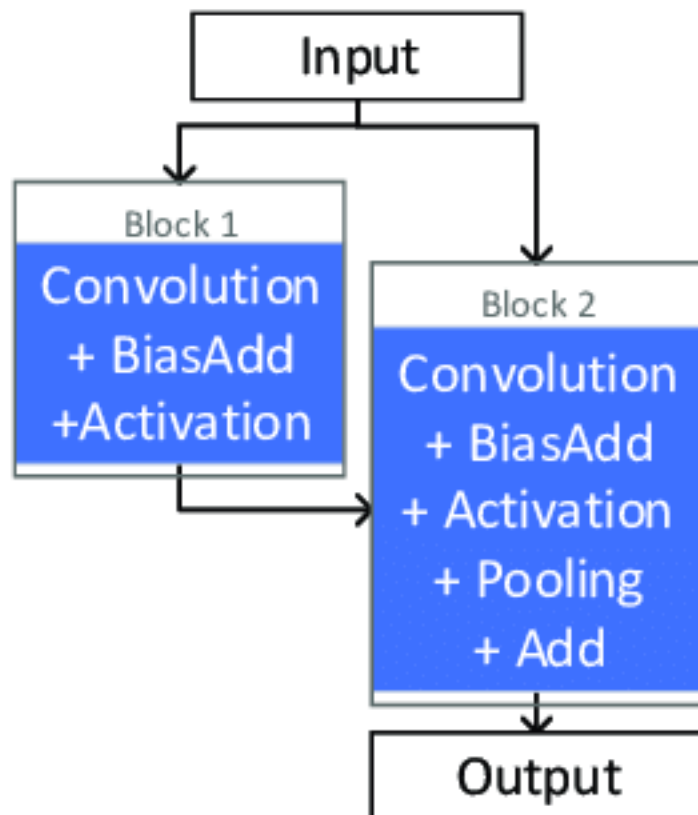 Input
Block 1
Convolution
+ BiasAdd
+Activation
Block 2
Convolution
+ BiasAdd
+ Activation
+ Pooling
+ Add
Output